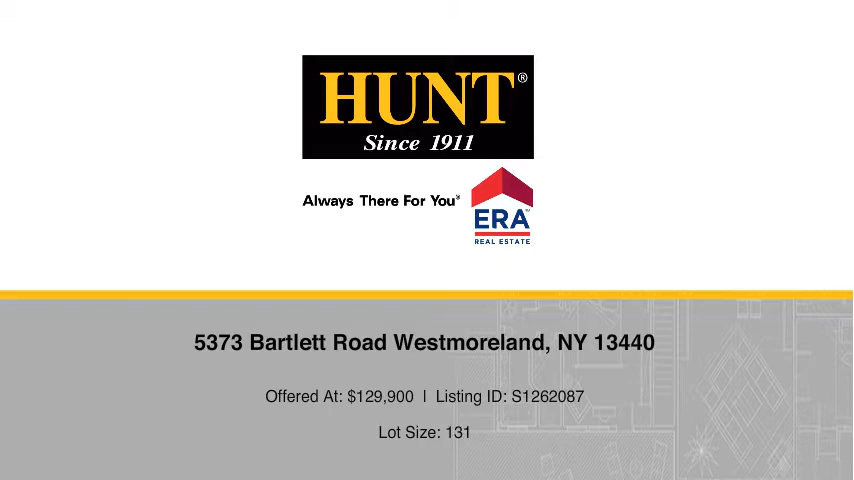 HUNT®
Since 1911
Always There For You®
ERA™
REAL ESTATE
5373 Bartlett Road Westmoreland, NY 13440
Offered At: $129,900 | Listing ID: S1262087
Lot Size: 131